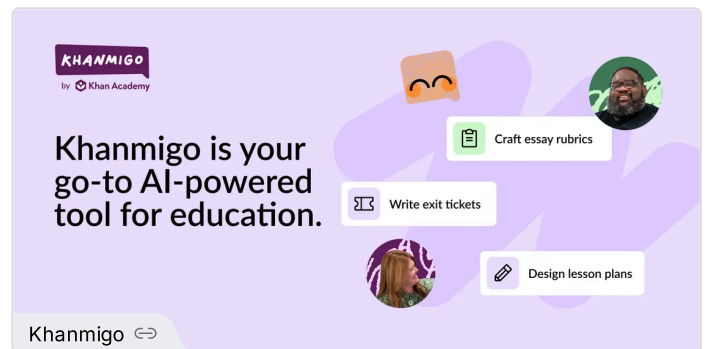 KHANMIGO
by Khan Academy
Khanmigo is your
go-to AI-powered
tool for education.
Craft essay rubrics
Write exit tickets
Design lesson plans
Khanmigo